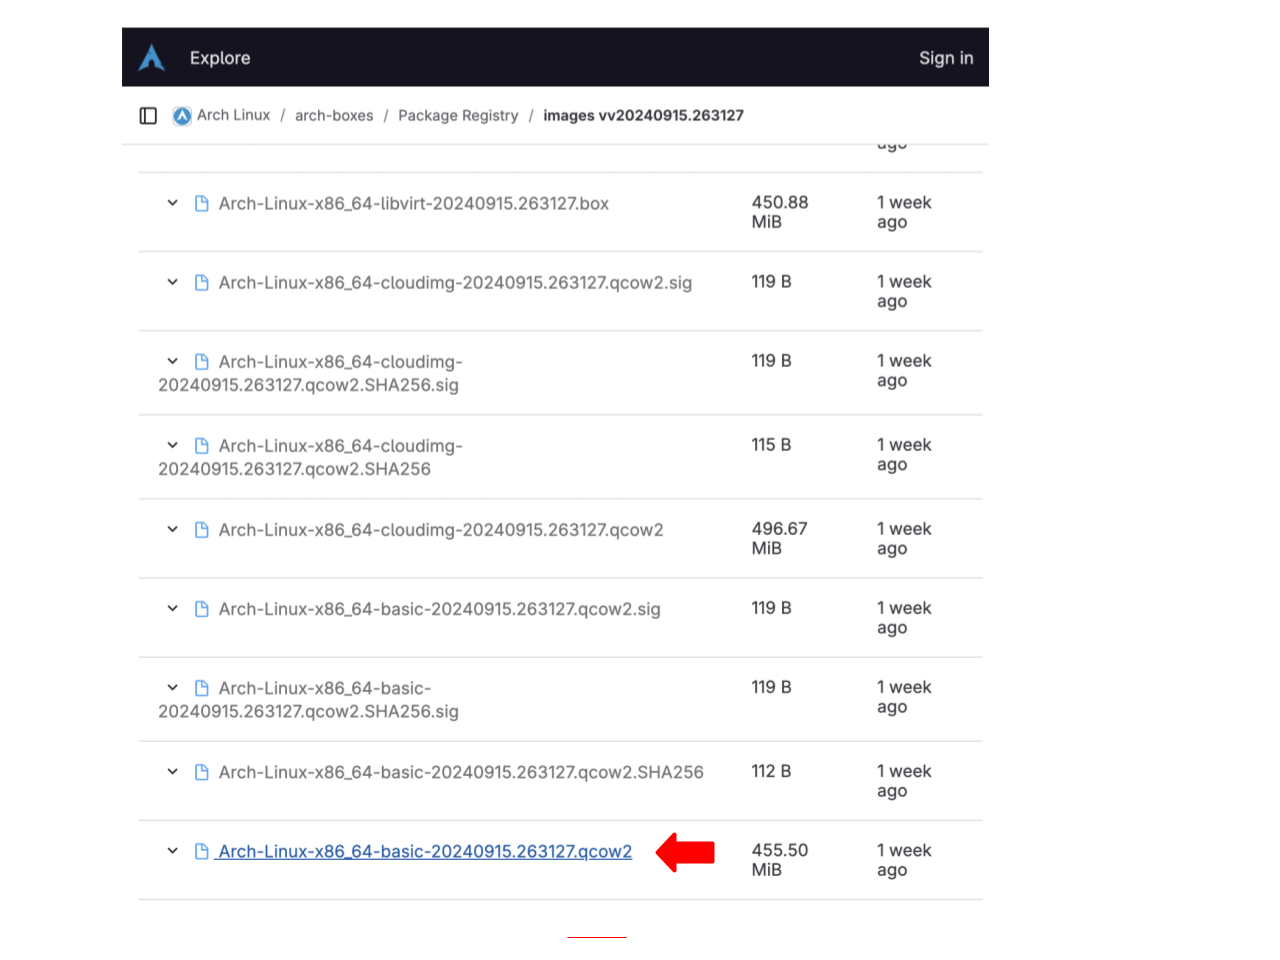 Explore
Sign in
Arch Linux / arch-boxes / Package Registry / images vv20240915.263127
ago
Arch-Linux-x86_64-libvirt-20240915.263127.box
450.88
MiB
1 week
ago
Arch-Linux-x86_64-cloudimg-20240915.263127.qcow2.sig
119 B
1 week
ago
Arch-Linux-x86_64-cloudimg-
20240915.263127.qcow2.SHA256.sig
119 B
1 week
ago
Arch-Linux-x86_64-cloudimg-
20240915.263127.qcow2.SHA256
115 B
1 week
ago
Arch-Linux-x86_64-cloudimg-20240915.263127.qcow2
496.67
MiB
1 week
ago
Arch-Linux-x86_64-basic-20240915.263127.qcow2.sig
119 B
1 week
ago
Arch-Linux-x86_64-basic-
20240915.263127.qcow2.SHA256.sig
119 B
1 week
ago
Arch-Linux-x86_64-basic-20240915.263127.qcow2.SHA256
112 B
1 week
ago
Arch-Linux-x86_64-basic-20240915.263127.qcow2
455.50
MiB
1 week
ago